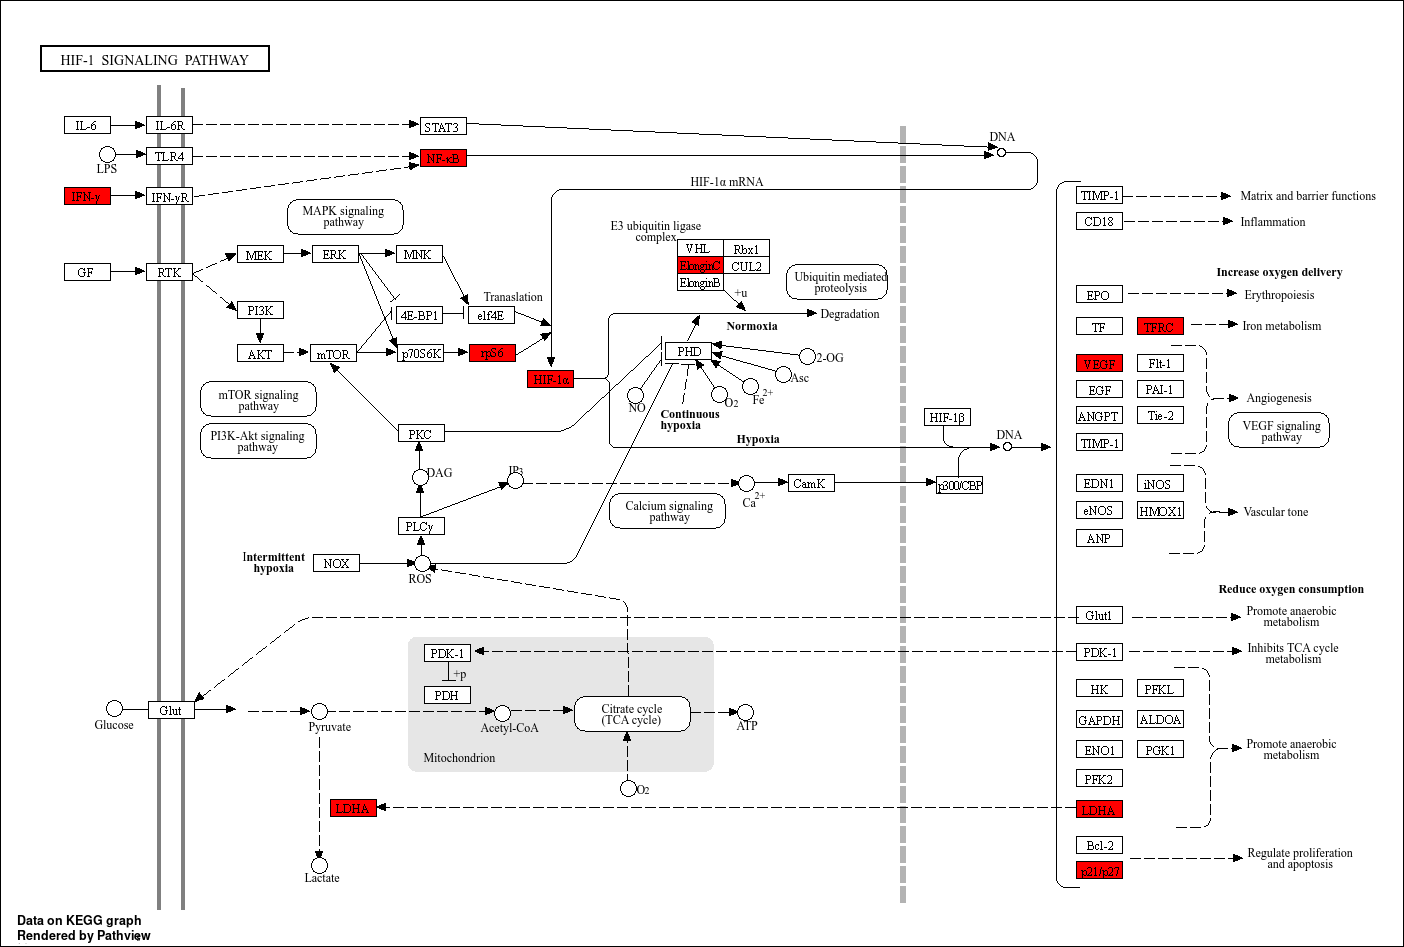 HIF-1 SIGNALING PATHWAY
IL-6
IL-6R
STAT3
DNA
TLR4
LPS
NF-κB
IFN-γ
IFN-γR
HIF-1α mRNA
MAPK signaling
pathway
E3 ubiquitin ligase
complex
VHL
Rbx1
ElonginC
CUL2
ElonginB
+u
Ubiquitin mediated
proteolysis
GF
RTK
MEK
ERK
MNK
PI3K
4E-BP1
eIf4E
Tranaslation
Normoxia
Degradation
AKT
mTOR
p70S6K
rpS6
HIF-1α
PHD
2-OG
Asc
Fe2+
O2
NO
Continuous
hypoxia
Hypoxia
mTOR signaling
pathway
PI3K-Akt signaling
pathway
PKC
DAG
IP3
Ca2+
CamK
HIF-1β
p300/CBP
DNA
Calcium signaling
pathway
PLCγ
Intermittent
hypoxia
NOX
ROS
TIMP-1
Matrix and barrier functions
CD18
Inflammation
Increase oxygen delivery
EPO
Erythropoiesis
TF
TFRC
Iron metabolism
VEGF
Flt-1
EGF
PAI-1
Angiogenesis
ANGPT
Tie-2
VEGF signaling
pathway
TIMP-1
EDN1
iNOS
eNOS
HMOX1
Vascular tone
ANP
Reduce oxygen consumption
Glut1
Promote anaerobic
metabolism
PDK-1
Inhibits TCA cycle
metabolism
HK
PFKL
GAPDH
ALDOA
ENO1
PGK1
Promote anaerobic
metabolism
PFK2
LDHA
Bcl-2
p21/p27
Regulate proliferation
and apoptosis
PDK-1
+p
PDH
Glucose
Glut
Pyruvate
Acetyl-CoA
Citrate cycle
(TCA cycle)
ATP
Mitochondrion
O2
LDHA
Lactate
Data on KEGG graph
Rendered by Pathview